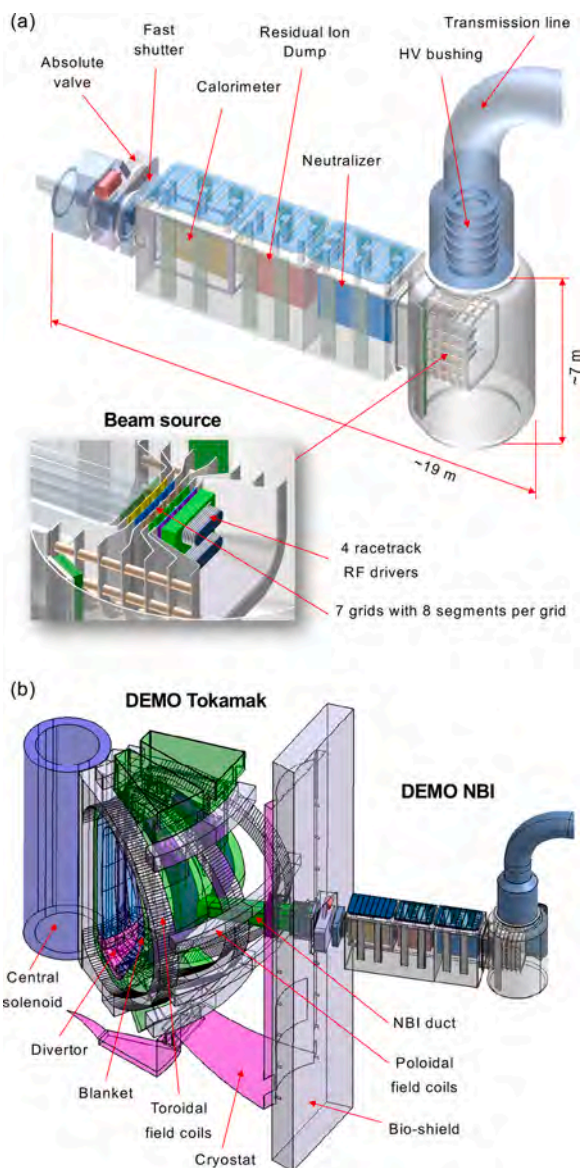 (a)
Fast
shutter
Absolute
valve
Residual Ion
Dump
Calorimeter
Neutralizer
Transmission line
HV bushing
~7 m
~19 m
Beam source
4 racetrack
RF drivers
7 grids with 8 segments per grid
(b)
DEMO Tokamak
DEMO NBI
Central
solenoid
Divertor
Blanket
Toroidal
field coils
Cryostat
NBI duct
Poloidal
field coils
Bio-shield